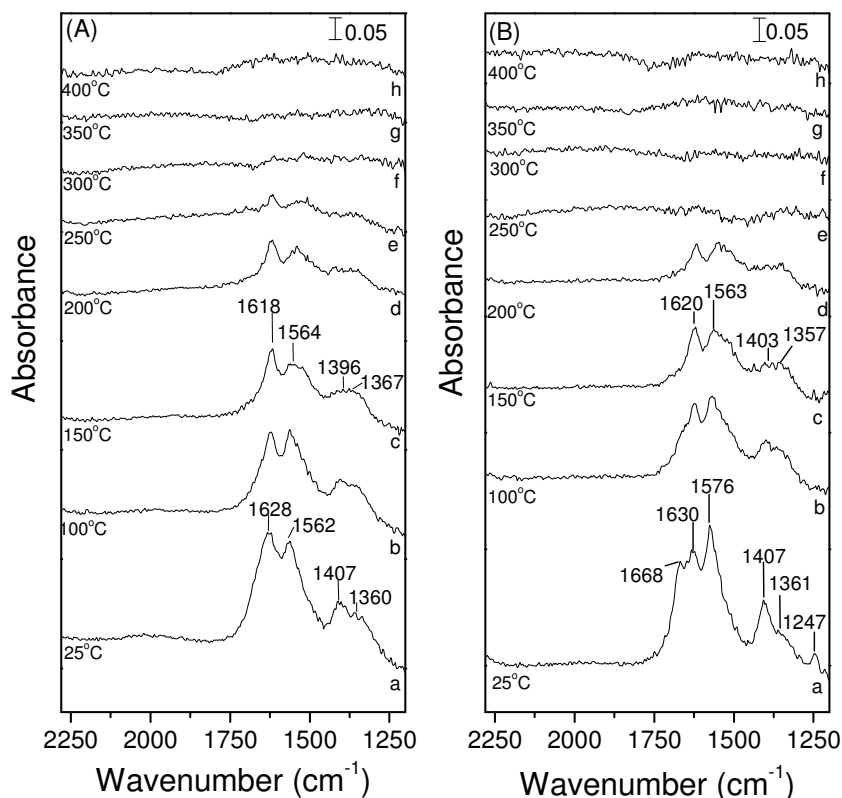 (A)
0.05
400°C
h
350°C
g
300°C
f
250°C
e
200°C
d
1618
1564
1396
1367
150°C
c
100°C
b
1628
1562
1407
1360
25°C
a
Absorbance
2250 2000 1750 1500 1250
Wavenumber (cm⁻¹)
(B)
0.05
400°C
h
350°C
g
300°C
f
250°C
e
200°C
d
1620
1563
1403
1357
150°C
c
100°C
b
1576
1630
1668
1407
1361
1247
25°C
a
Absorbance
2250 2000 1750 1500 1250
Wavenumber (cm⁻¹)